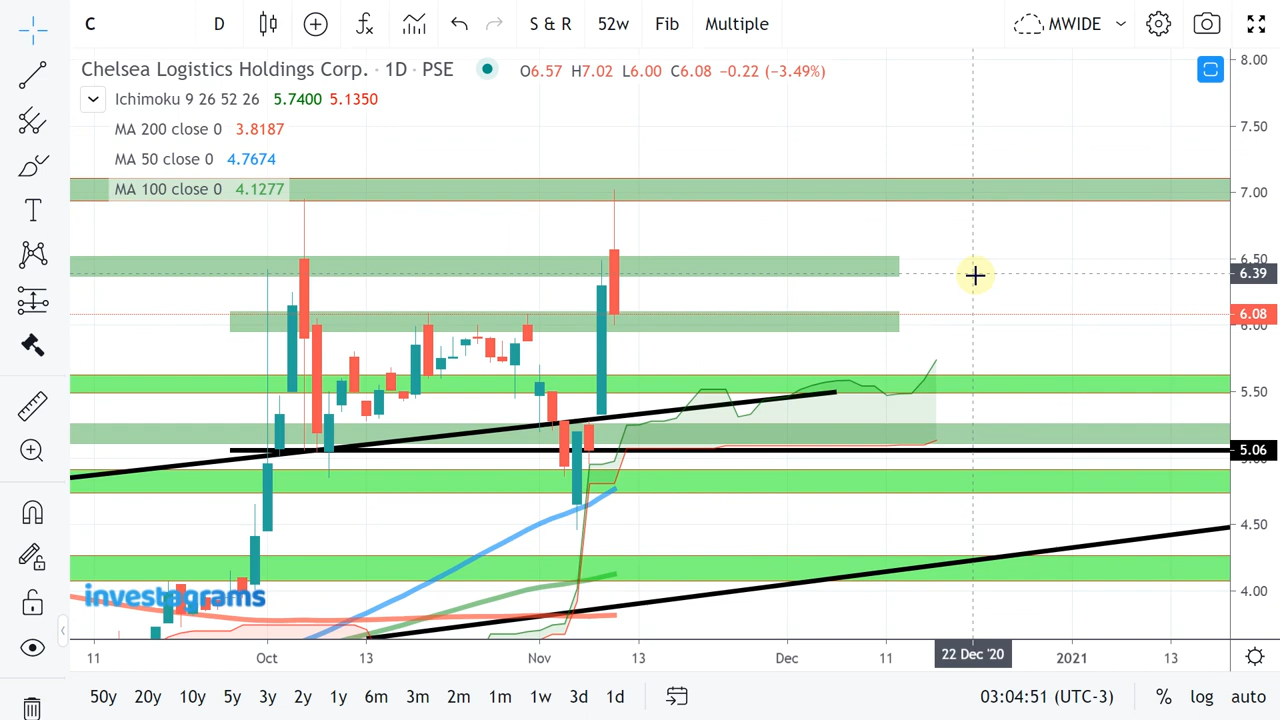 C D S & R 52w Fib Multiple MWIDE
Chelsea Logistics Holdings Corp. · 1D · PSE O6.57 H7.02 L6.00 C6.08 −0.22 (−3.49%)
Ichimoku 9 26 52 26 5.7400 5.1350
MA 200 close 0 3.8187
MA 50 close 0 4.7674
MA 100 close 0 4.1277
8.00
7.50
7.00
6.50
6.39
6.08
6.00
5.50
5.06
5.00
4.50
4.00
investagrams
11 Oct 13 Nov 13 Dec 11 22 Dec '20 2021 13
50y 20y 10y 5y 3y 2y 1y 6m 3m 2m 1m 1w 3d 1d 03:04:51 (UTC-3) % log auto